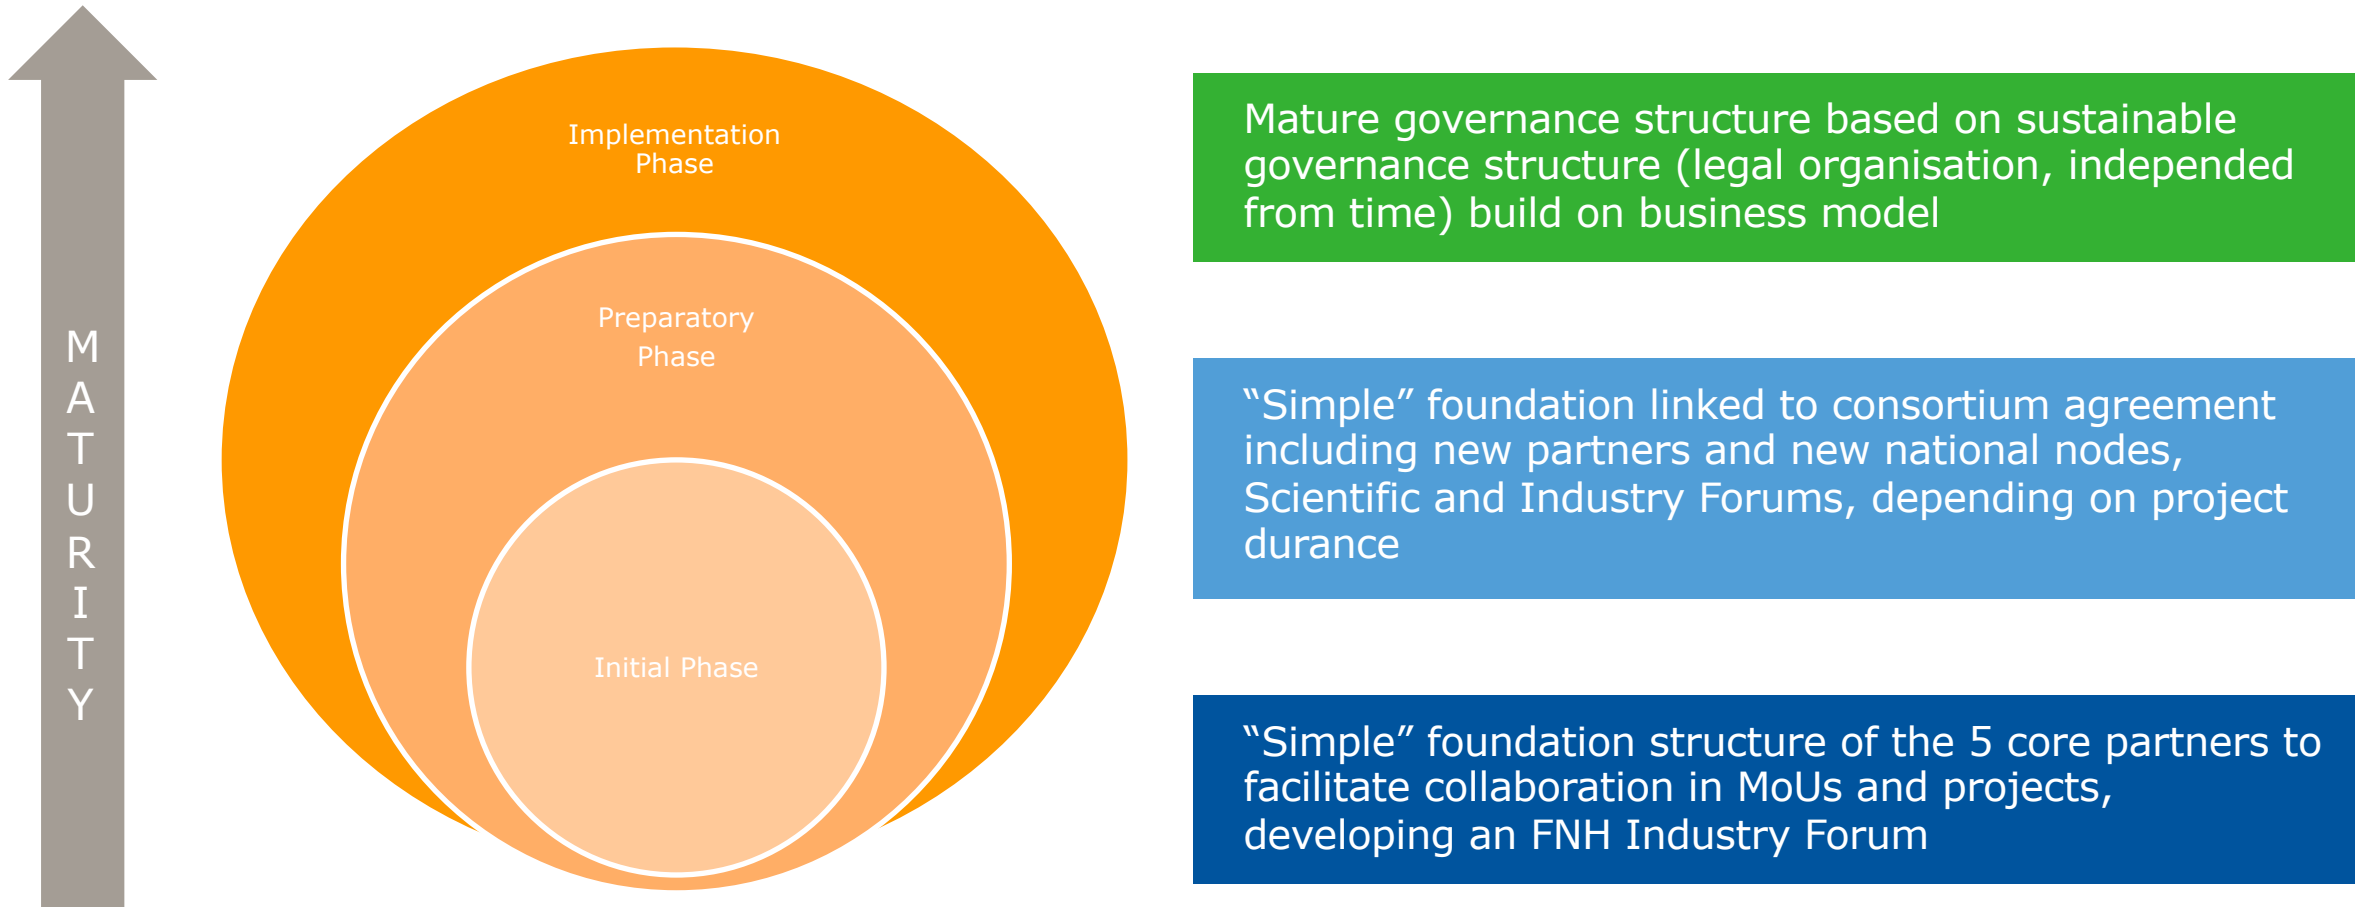 MATURITY
Implementation
Phase
Preparatory
Phase
Initial Phase
Mature governance structure based on sustainable
governance structure (legal organisation, independed
from time) build on business model
“Simple” foundation linked to consortium agreement
including new partners and new national nodes,
Scientific and Industry Forums, depending on project
durance
“Simple” foundation structure of the 5 core partners to
facilitate collaboration in MoUs and projects,
developing an FNH Industry Forum